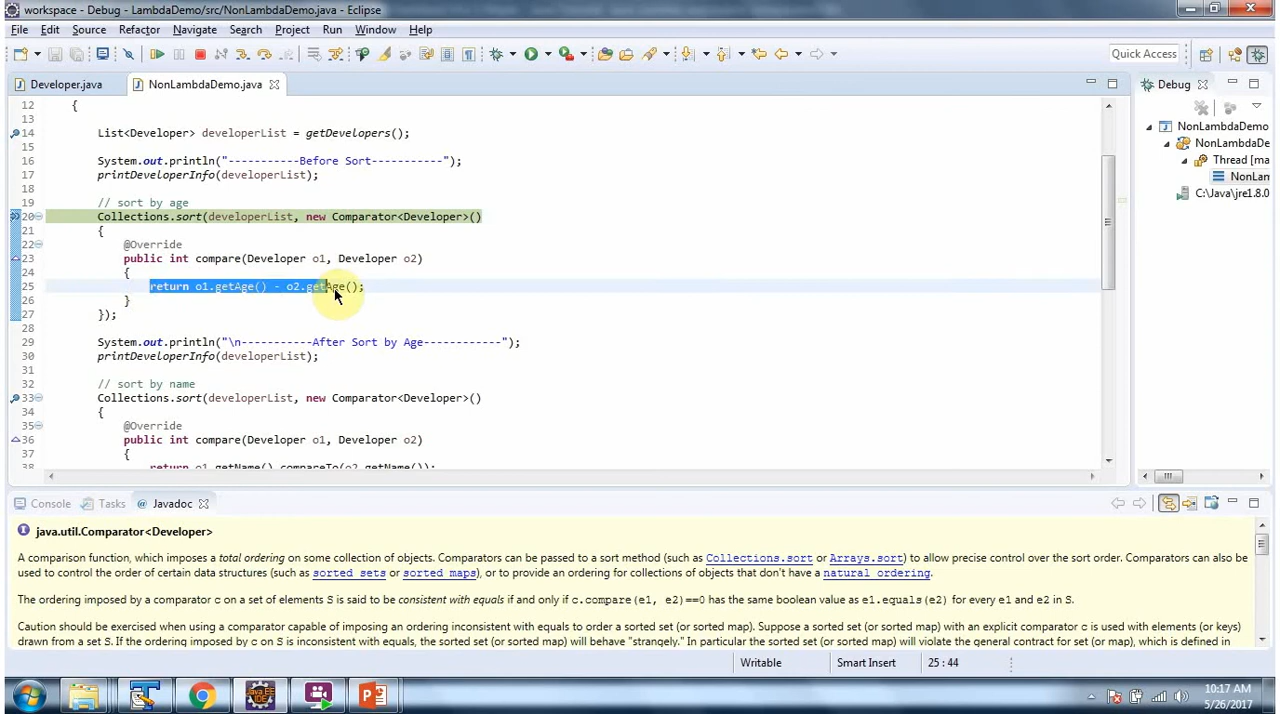 workspace - Debug - LambdaDemo/src/NonLambdaDemo.java - Eclipse
File Edit Source Refactor Navigate Search Project Run Window Help
Quick Access
Developer.java
NonLambdaDemo.java
Debug
12 {
13
14 List<Developer> developerList = getDevelopers();
15
16 System.out.println("-----------Before Sort-----------");
17 printDeveloperInfo(developerList);
18
19 // sort by age
20 Collections.sort(developerList, new Comparator<Developer>()
21 {
22 @Override
23 public int compare(Developer o1, Developer o2)
24 {
25 return o1.getAge() - o2.getAge();
26 }
27 });
28
29 System.out.println("\n-----------After Sort by Age------------");
30 printDeveloperInfo(developerList);
31
32 // sort by name
33 Collections.sort(developerList, new Comparator<Developer>()
34 {
35 @Override
36 public int compare(Developer o1, Developer o2)
37 {
38 return o1.getName().compareTo(o2.getName());
NonLambdaDemo
NonLambdaDe
Thread [ma
NonLan
C:\Java\jre1.8.0
Console
Tasks
@ Javadoc
java.util.Comparator<Developer>
A comparison function, which imposes a total ordering on some collection of objects. Comparators can be passed to a sort method (such as Collections.sort or Arrays.sort) to allow precise control over the sort order. Comparators can also be
used to control the order of certain data structures (such as sorted sets or sorted maps), or to provide an ordering for collections of objects that don't have a natural ordering.
The ordering imposed by a comparator c on a set of elements S is said to be consistent with equals if and only if c.compare(e1, e2)==0 has the same boolean value as e1.equals(e2) for every e1 and e2 in S.
Caution should be exercised when using a comparator capable of imposing an ordering inconsistent with equals to order a sorted set (or sorted map). Suppose a sorted set (or sorted map) with an explicit comparator c is used with elements (or keys)
drawn from a set S. If the ordering imposed by c on S is inconsistent with equals, the sorted set (or sorted map) will behave "strangely." In particular the sorted set (or sorted map) will violate the general contract for set (or map), which is defined in
Writable
Smart Insert
25 : 44
Java EE
IDE
10:17 AM
5/26/2017